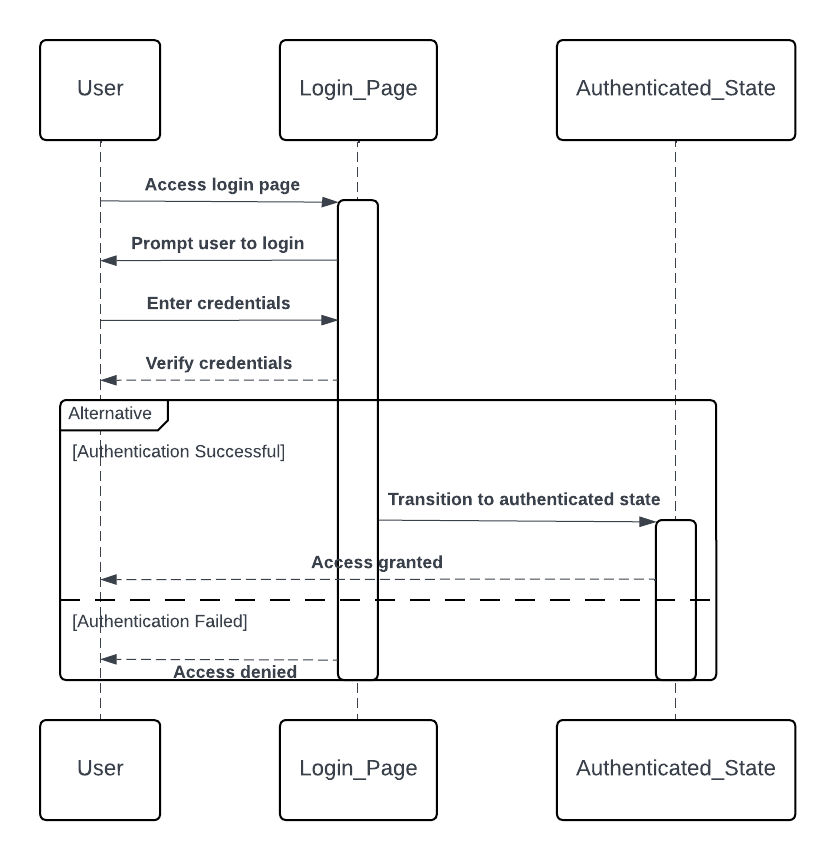 User
Login_Page
Authenticated_State
Access login page
Prompt user to login
Enter credentials
Verify credentials
Alternative
[Authentication Successful]
Transition to authenticated state
Access granted
[Authentication Failed]
Access denied
User
Login_Page
Authenticated_State